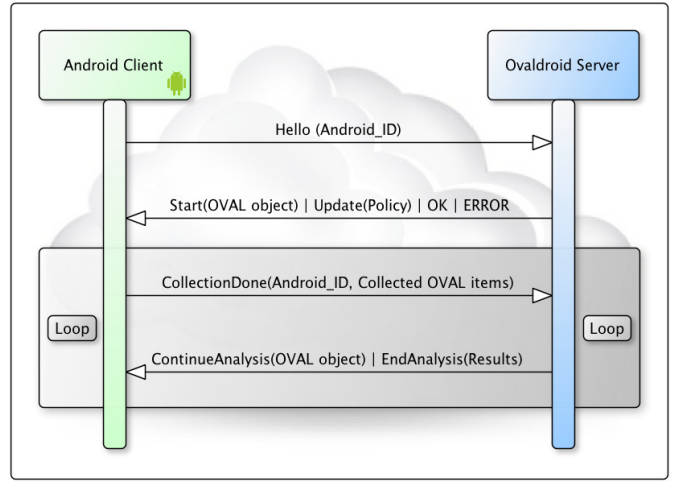 Android Client
Ovaldroid Server
Hello (Android_ID)
Start(OVAL object) | Update(Policy) | OK | ERROR
CollectionDone(Android_ID, Collected OVAL items)
Loop
Loop
ContinueAnalysis(OVAL object) | EndAnalysis(Results)